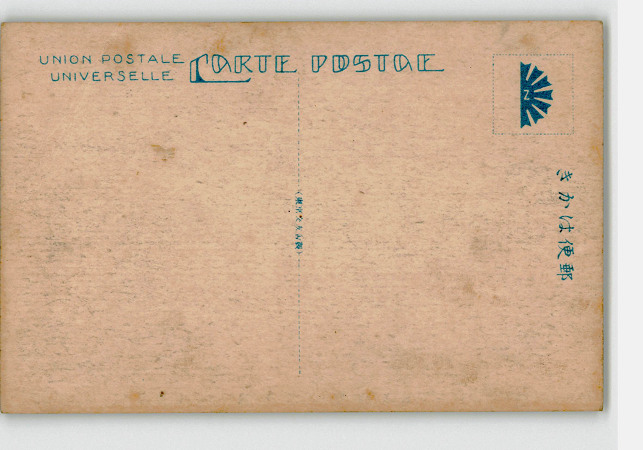 UNION POSTALE
UNIVERSELLE
CARTE POSTALE
Z
きかは便郵